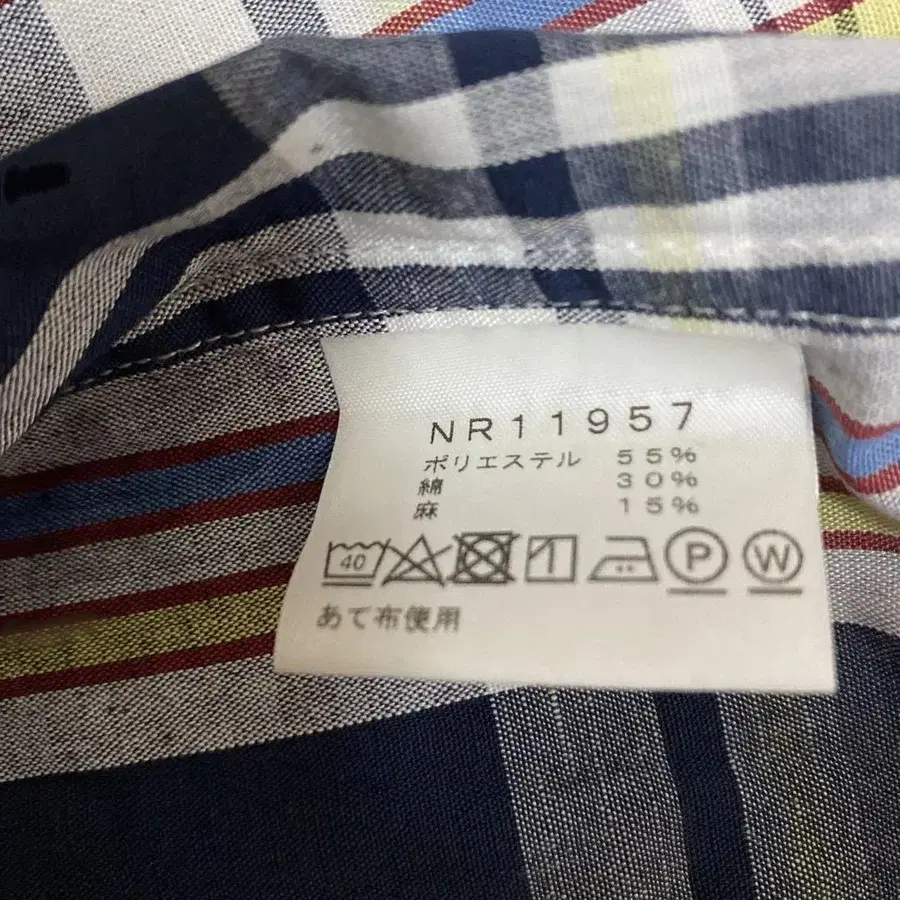 NR11957
ポリエステル 55%
綿 30%
麻 15%
40 P W
あて布使用